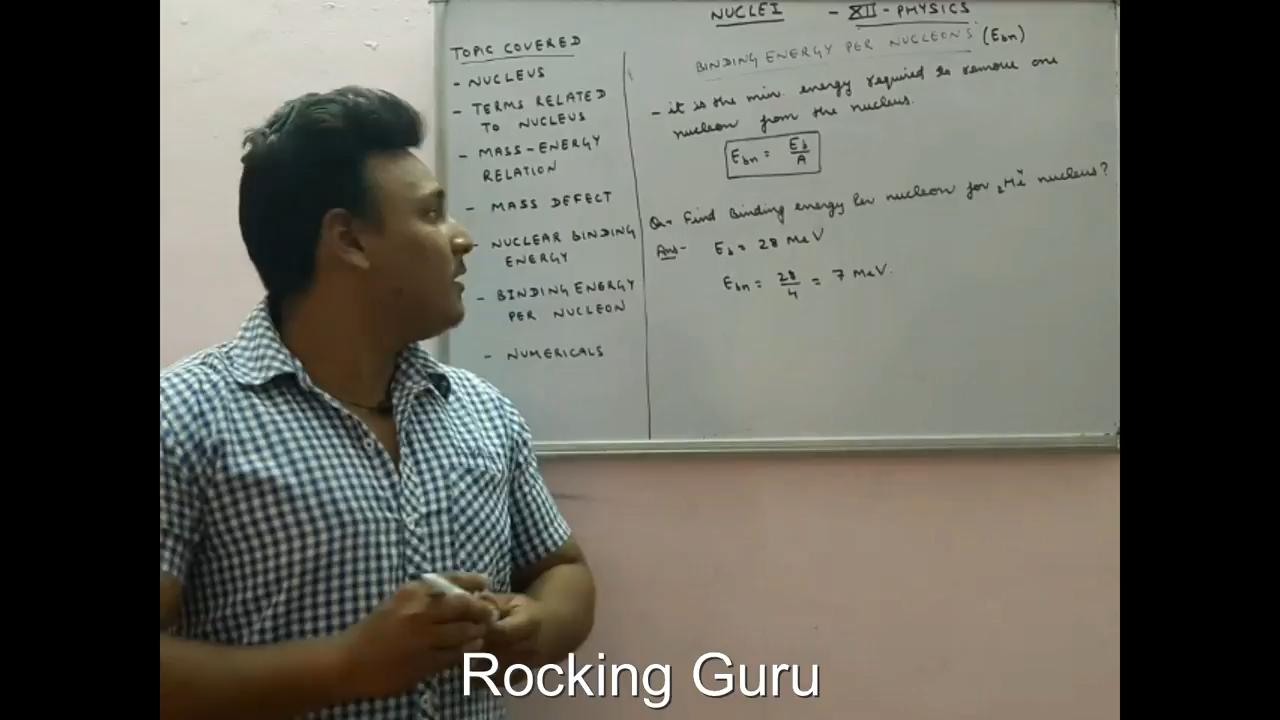 NUCLEI - XII - PHYSICS
TOPIC COVERED
- NUCLEUS
- TERMS RELATED
TO NUCLEUS
- MASS-ENERGY
RELATION
- MASS DEFECT
- NUCLEAR BINDING
ENERGY
- BINDING ENERGY
PER NUCLEON
- NUMERICALS
BINDING ENERGY PER NUCLEONS (Ebn)
- it is the min. energy required to remove one
nucleon from the nucleus.
Ebn = Eb/A
Q.- Find Binding energy per nucleon for ₂He⁴ nucleus?
Ans- Eb = 28 MeV
Ebn = 28/4 = 7 MeV.
Rocking Guru